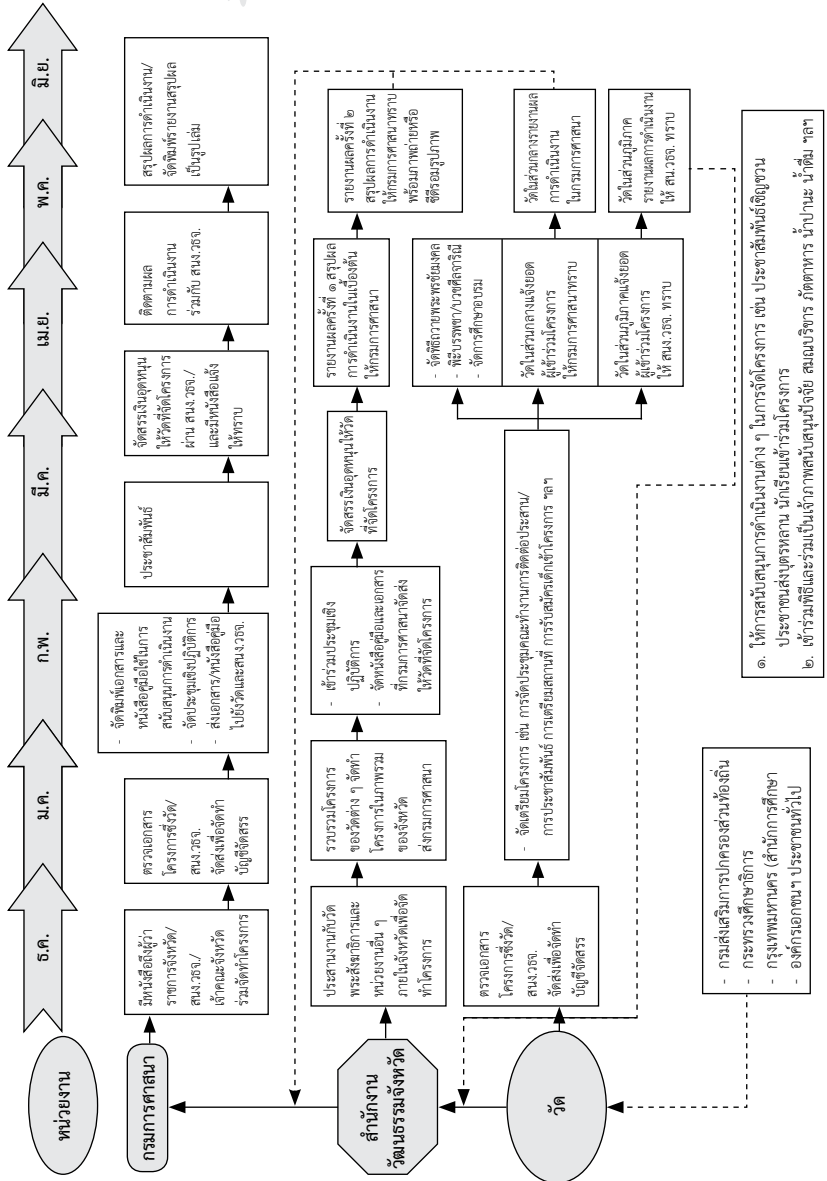 หน่วยงาน
ธ.ค.
ม.ค.
ก.พ.
มี.ค.
เม.ย.
พ.ค.
มิ.ย.
กรมการศาสนา
มีหนังสือถึงผู้ว่า
ราชการจังหวัด/
สนง.วธจ./
เจ้าคณะจังหวัด
ร่วมจัดทำโครงการ
ตรวจเอกสาร
โครงการซึ่งวัด/
สนง.วธจ.
จัดส่งเพื่อจัดทำ
บัญชีจัดสรร
- จัดพิมพ์เอกสารและ
หนังสือคู่มือใช้ในการ
สนับสนุนการดำเนินงาน
- จัดประชุมเชิงปฏิบัติการ
- ส่งเอกสาร/หนังสือคู่มือ
ไปยังวัดและสนง.วธจ.
ประชาสัมพันธ์
จัดสรรเงินอุดหนุน
ให้วัดที่จัดโครงการ
ผ่าน สนง.วธจ./
และมีหนังสือแจ้ง
ให้ทราบ
ติดตามผล
การดำเนินงาน
ร่วมกับ สนง.วธจ.
สรุปผลการดำเนินงาน/
จัดพิมพ์รายงานสรุปผล
เป็นรูปเล่ม
สำนักงาน
วัฒนธรรมจังหวัด
ประสานงานกับวัด
พระสังฆาธิการและ
หน่วยงานอื่น ๆ
ภายในจังหวัดเพื่อจัด
ทำโครงการ
รวบรวมโครงการ
ของวัดต่าง ๆ จัดทำ
โครงการในภาพรวม
ของจังหวัด
ส่งกรมการศาสนา
- เข้าร่วมประชุมเชิง
ปฏิบัติการ
- จัดหนังสือคู่มือและเอกสาร
ที่กรมการศาสนาจัดส่ง
ให้วัดที่จัดโครงการ
จัดสรรเงินอุดหนุนให้วัด
ที่จัดโครงการ
รายงานผลครั้งที่ ๑ สรุปผล
การดำเนินงานในเบื้องต้น
ให้กรมการศาสนา
รายงานผลครั้งที่ ๒
สรุปผลการดำเนินงาน
ให้กรมการศาสนาทราบ
พร้อมภาพถ่ายหรือ
ซีดีรอมรูปภาพ
วัด
ตรวจเอกสาร
โครงการซึ่งวัด/
สนง.วธจ.
จัดส่งเพื่อจัดทำ
บัญชีจัดสรร
- จัดเตรียมโครงการ เช่น การจัดประชุมคณะทำงานการติดต่อประสาน/
การประชาสัมพันธ์ การเตรียมสถานที่ การรับสมัครเด็กเข้าโครงการ ฯลฯ
- จัดพิธีถวายพระพรชัยมงคล
- พิธีบรรพชา/บวชศีลจาริณี
- จัดการศึกษาอบรม
วัดในส่วนกลางแจ้งยอด
ผู้เข้าร่วมโครงการ
ให้กรมการศาสนาทราบ
วัดในส่วนภูมิภาคแจ้งยอด
ผู้เข้าร่วมโครงการ
ให้ สนง.วธจ. ทราบ
วัดในส่วนกลางรายงานผล
การดำเนินงาน
ในกรมการศาสนา
วัดในส่วนภูมิภาค
รายงานผลการดำเนินงาน
ให้ สน.วธจ. ทราบ
- กรมส่งเสริมการปกครองส่วนท้องถิ่น
- กระทรวงศึกษาธิการ
- กรุงเทพมหานคร (สำนักการศึกษา
- องค์กรเอกชนฯ ประชาชนทั่วไป
๑. ให้การสนับสนุนการดำเนินงานต่าง ๆ ในการจัดโครงการ เช่น ประชาสัมพันธ์เชิญชวน
ประชาชนส่งบุตรหลาน นักเรียนเข้าร่วมโครงการ
๒. เข้าร่วมพิธีและร่วมเป็นเจ้าภาพสนับสนุนปัจจัย สมณบริขาร ภัตตาหาร น้ำปานะ น้ำดื่ม ฯลฯ